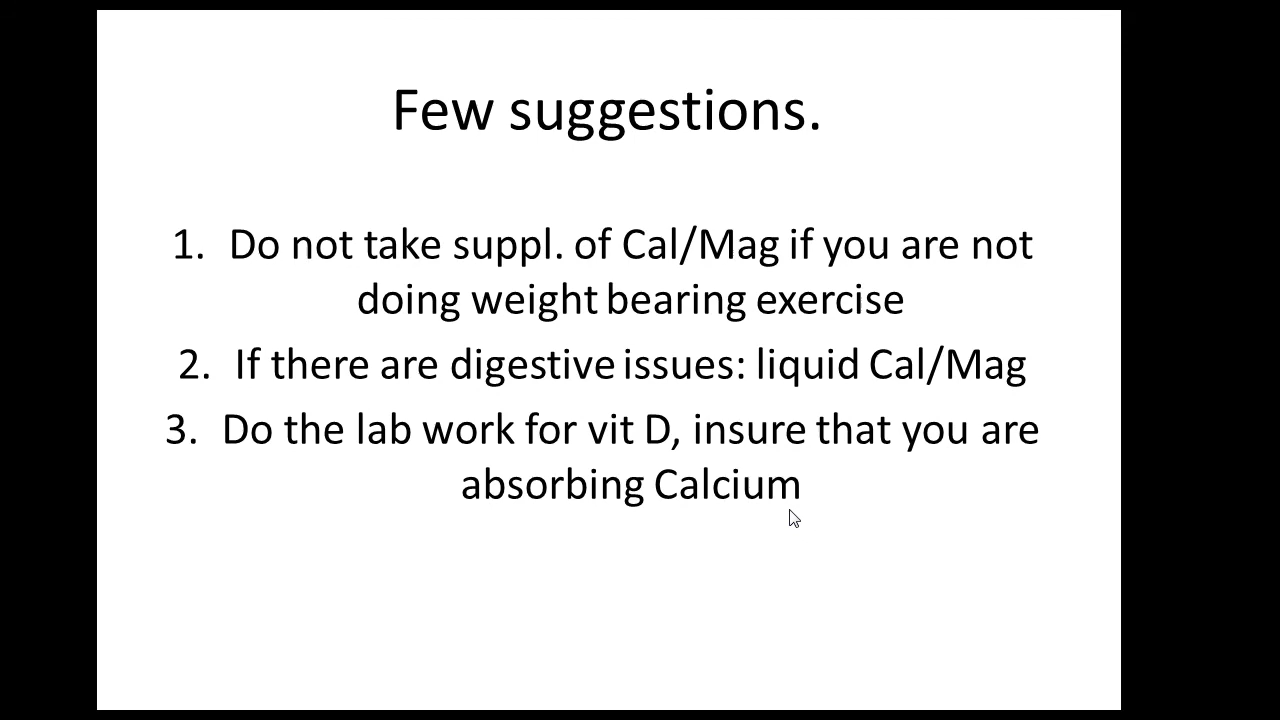 Few suggestions.
1. Do not take suppl. of Cal/Mag if you are not
doing weight bearing exercise
2. If there are digestive issues: liquid Cal/Mag
3. Do the lab work for vit D, insure that you are
absorbing Calcium